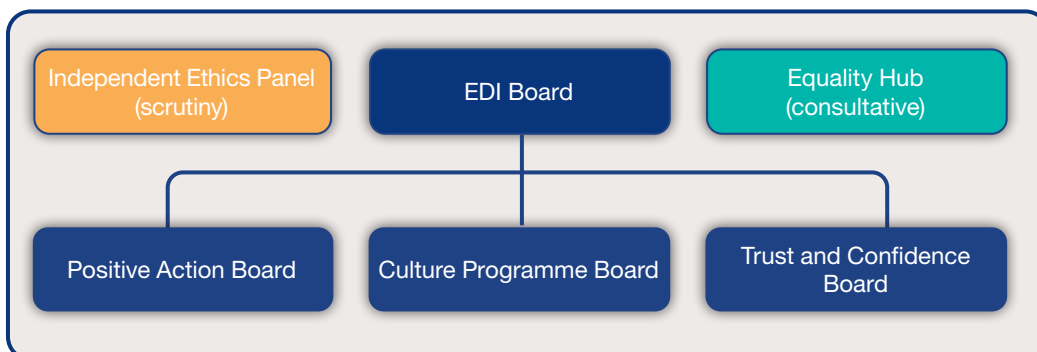 Independent Ethics Panel
(scrutiny)
EDI Board
Equality Hub
(consultative)
Positive Action Board
Culture Programme Board
Trust and Confidence
Board